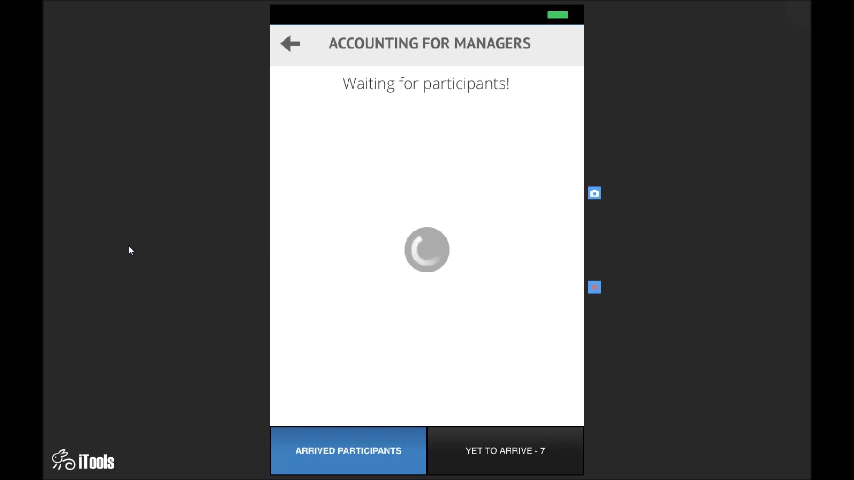 ACCOUNTING FOR MANAGERS
Waiting for participants!
ARRIVED PARTICIPANTS
YET TO ARRIVE - 7
iTools